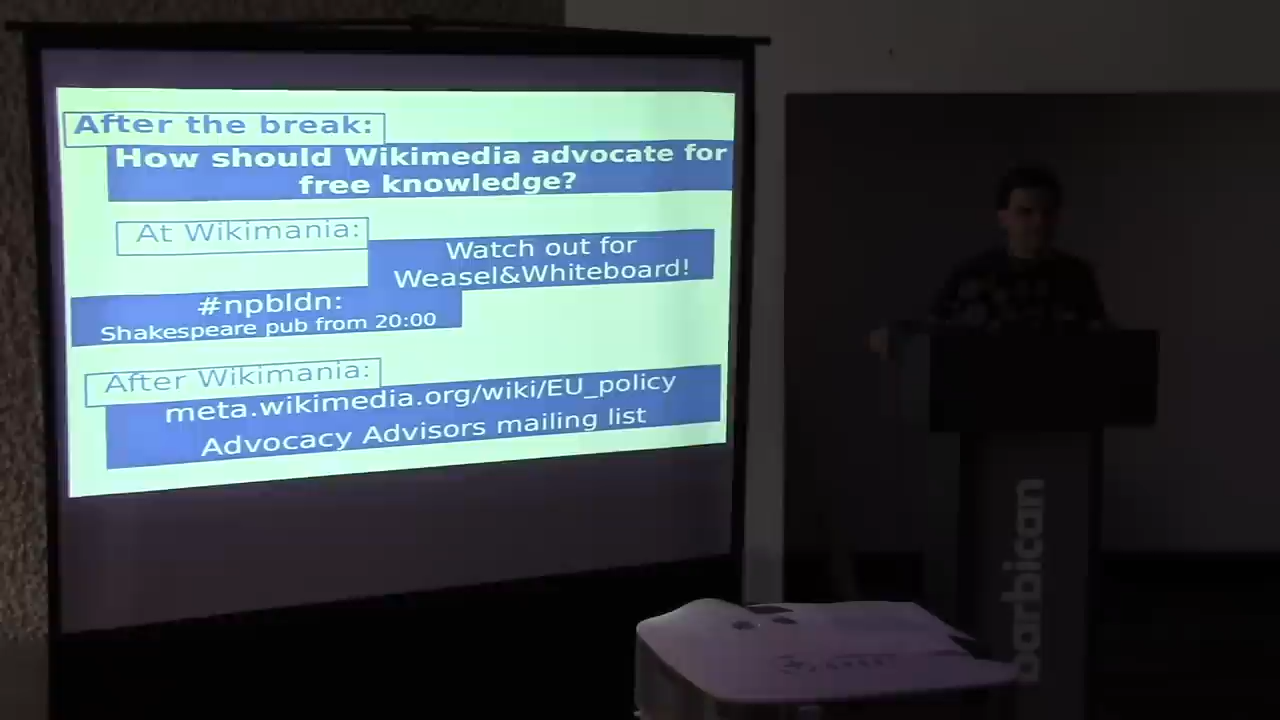 After the break:
How should Wikimedia advocate for
free knowledge?
At Wikimania:
Watch out for
Weasel&Whiteboard!
#npbldn:
Shakespeare pub from 20:00
After Wikimania:
meta.wikimedia.org/wiki/EU_policy
Advocacy Advisors mailing list
barbican